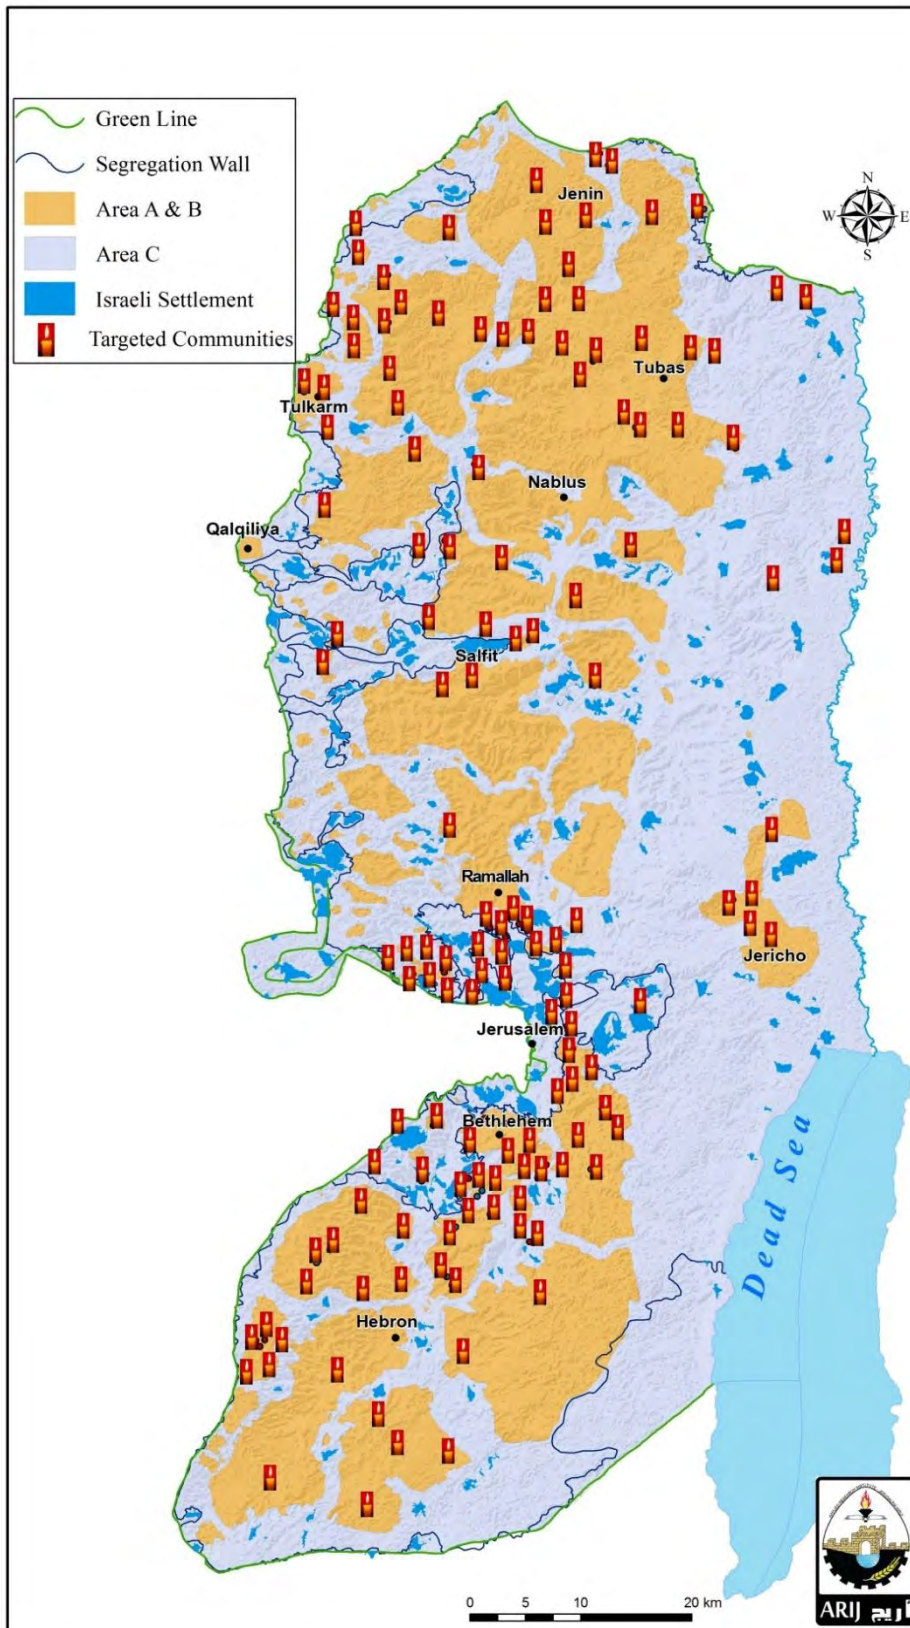 Green Line
Segregation Wall
Area A & B
Area C
Israeli Settlement
Targeted Communities
N
W E
S
Jenin
Tubas
Tulkarm
Nablus
Qalqiliya
Salfit
Ramallah
Jericho
Jerusalem
Bethlehem
Dead Sea
Hebron
0 5 10 20 km
ARIJ أريج